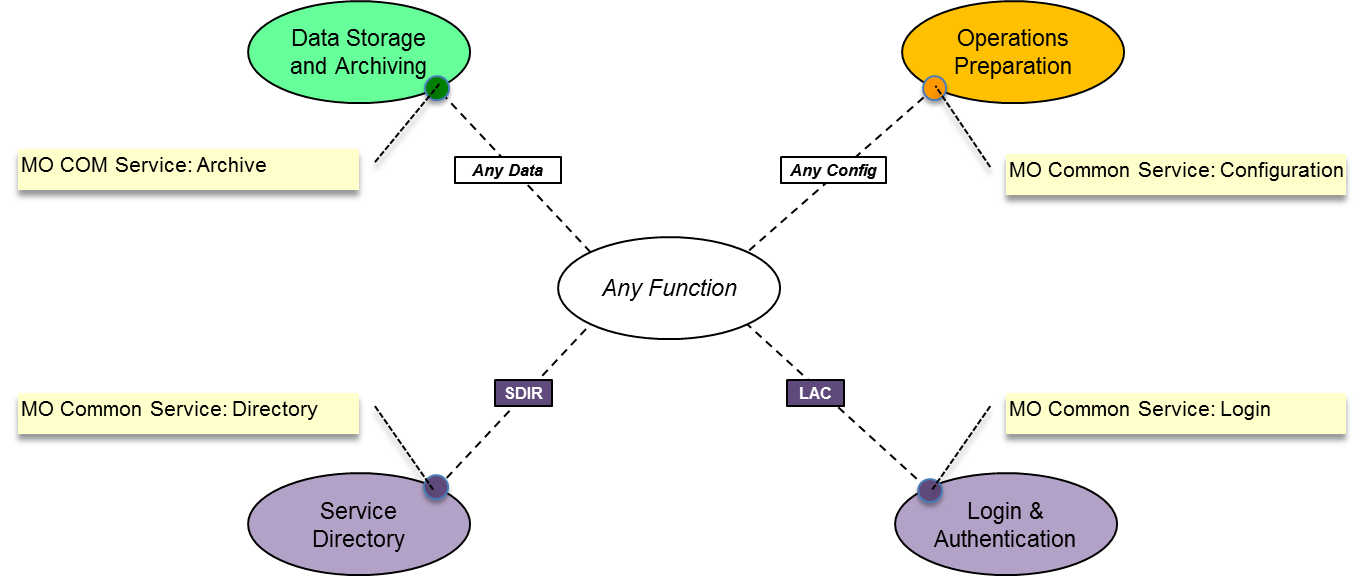 Data Storage
and Archiving
Operations
Preparation
MO COM Service: Archive
Any Data
Any Config
MO Common Service: Configuration
Any Function
SDIR
LAC
MO Common Service: Directory
MO Common Service: Login
Service
Directory
Login &
Authentication